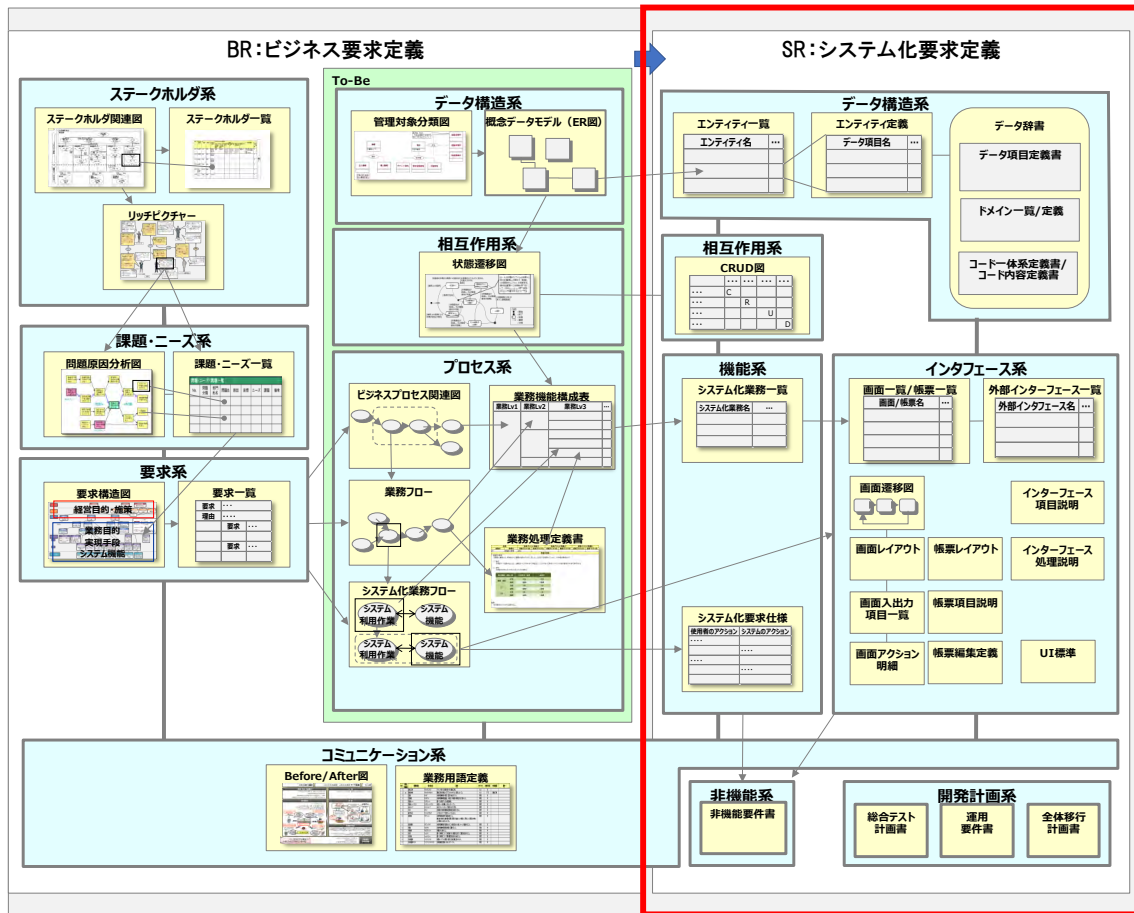 BR:ビジネス要求定義
SR:システム化要求定義
ステークホルダ系
ステークホルダ関連図
ステークホルダー覧
リッチピクチャー
課題・ニーズ系
問題原因分析図
課題・ニーズ一覧
要求系
要求構造図
経営目的・施策
業務目的
実現手段
システム機能
要求一覧
要求 ・・・
理由 ・・・・
要求 ・・・
要求 ・・・
To-Be
データ構造系
管理対象分類図
概念データモデル（ER図）
相互作用系
状態遷移図
プロセス系
ビジネスプロセス関連図
業務機能構成表
業務Lv1 業務Lv2 業務Lv3 …
業務フロー
業務処理定義書
システム化業務フロー
システム
利用作業
システム
機能
システム
利用作業
システム
機能
データ構造系
エンティティ一覧
エンティティ名 …
エンティティ定義
データ項目名 …
データ辞書
データ項目定義書
ドメイン一覧/定義
コード一体系定義書/
コード内容定義書
相互作用系
CRUD図
… … … …
… C
… R
… U
… D
機能系
システム化業務一覧
システム化業務名 …
システム化要求仕様
使用者のアクション システムのアクション
・・・・
・・・・
・・・・
・・・・
インタフェース系
画面一覧/帳票一覧
画面/帳票名 …
外部インターフェース一覧
外部インタフェース名 …
画面遷移図
インターフェース
項目説明
画面レイアウト
帳票レイアウト
インターフェース
処理説明
画面入出力
項目一覧
帳票項目説明
画面アクション
明細
帳票編集定義
UI標準
コミュニケーション系
Before/After図
業務用語定義
非機能系
非機能要件書
開発計画系
総合テスト
計画書
運用
要件書
全体移行
計画書